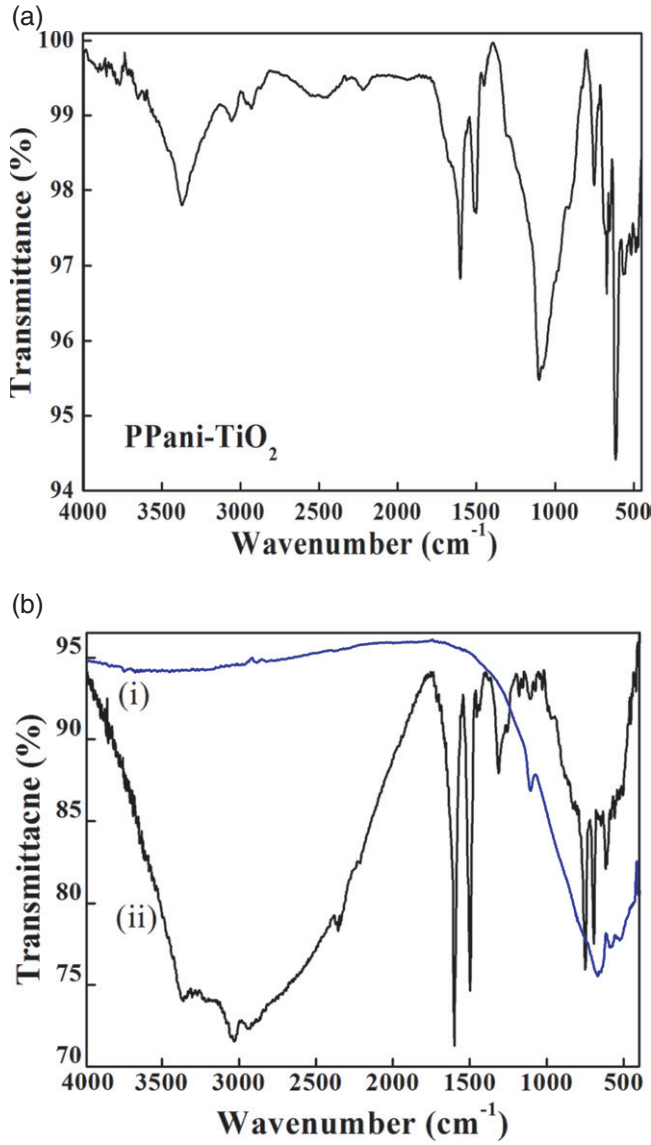 (a)
100
99
98
97
96
95
94
Transmittance (%)
PPani-TiO2
4000 3500 3000 2500 2000 1500 1000 500
Wavenumber (cm-1)
(b)
95
90
85
80
75
70
Transmittacne (%)
(i)
(ii)
4000 3500 3000 2500 2000 1500 1000 500
Wavenumber (cm-1)